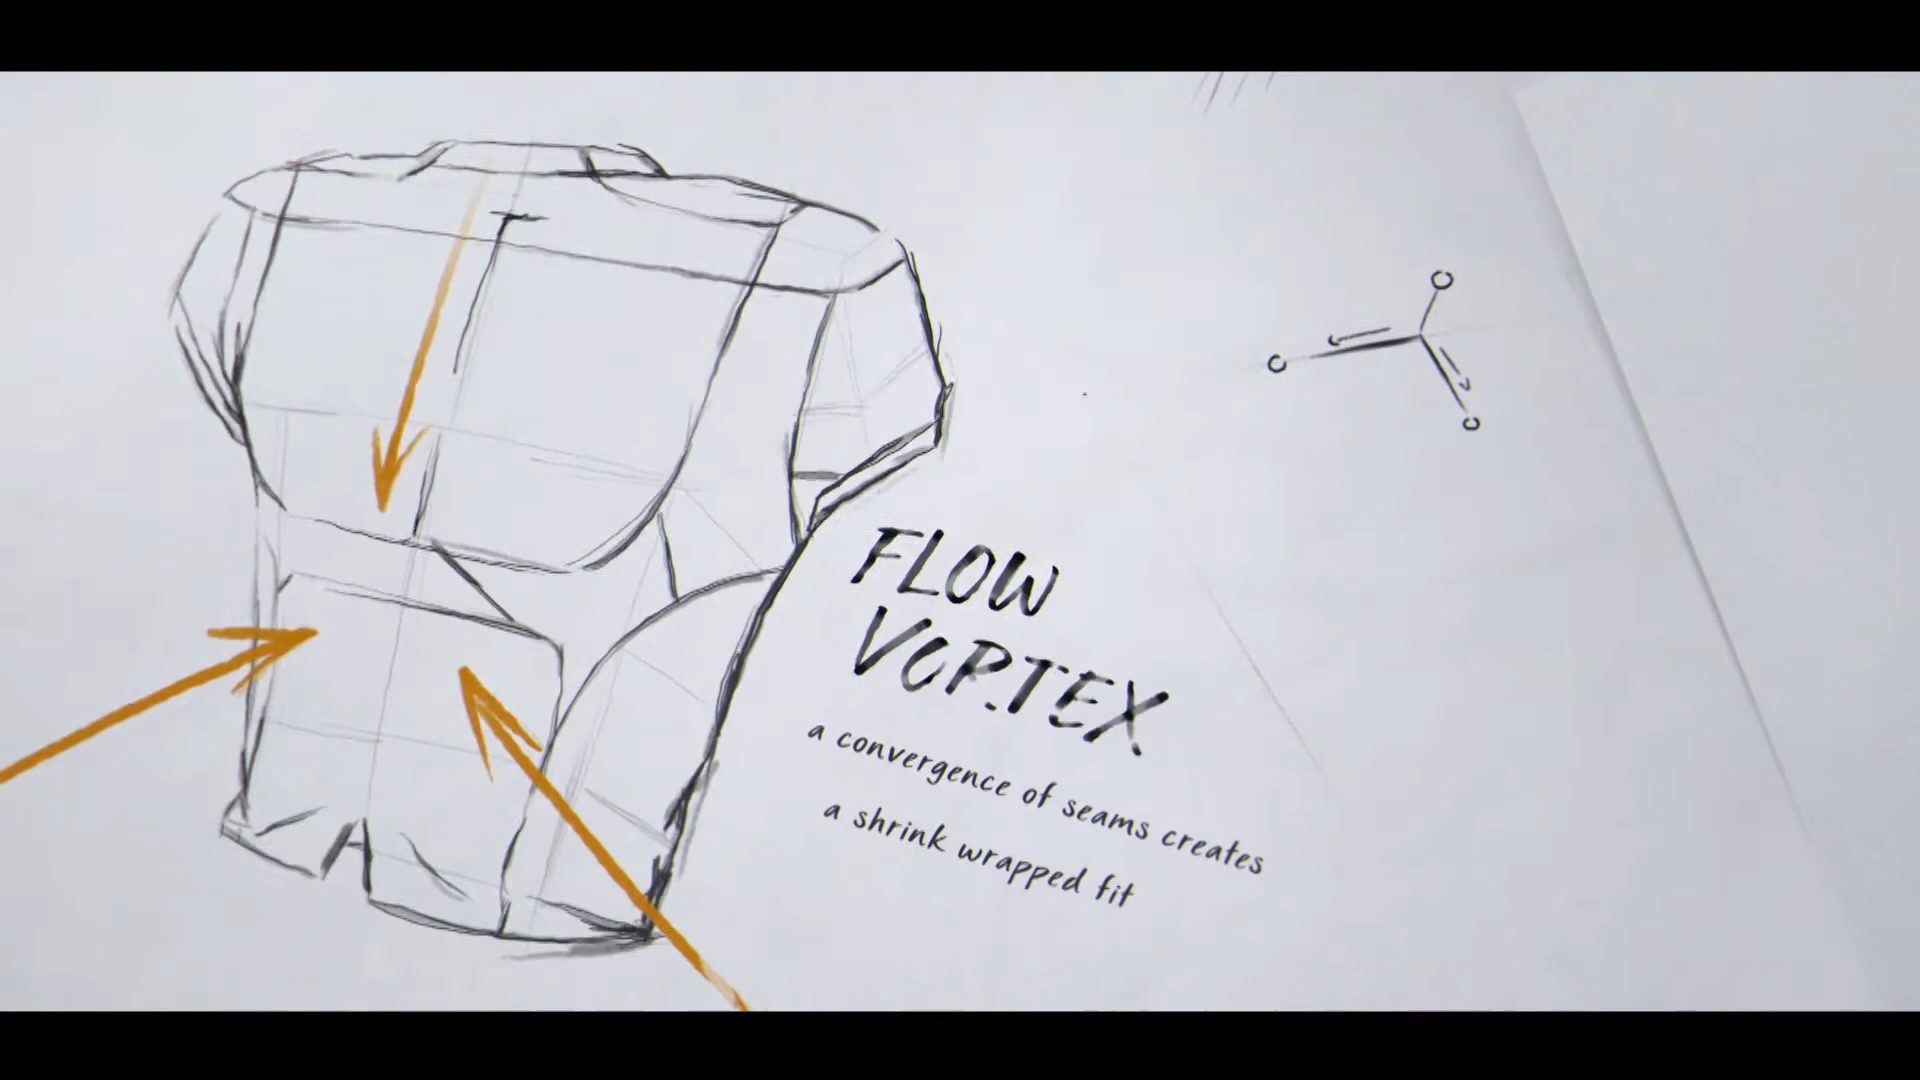 FLOW
VORTEX
a convergence of seams creates
a shrink wrapped fit